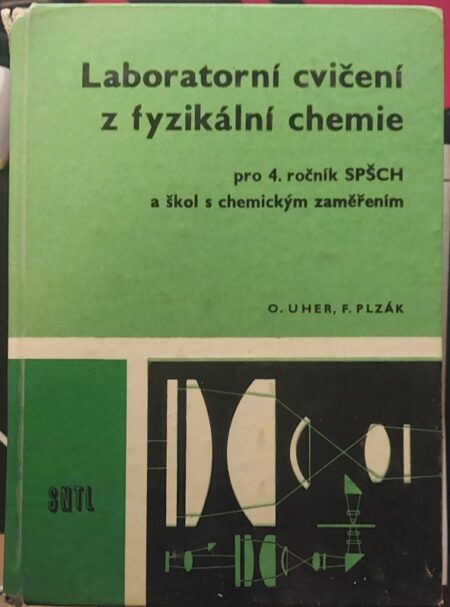 Laboratorní cvičení
z fyzikální chemie
pro 4. ročník SPŠCH
a škol s chemickým zaměřením
O. UHER, F. PLZÁK
SNTL